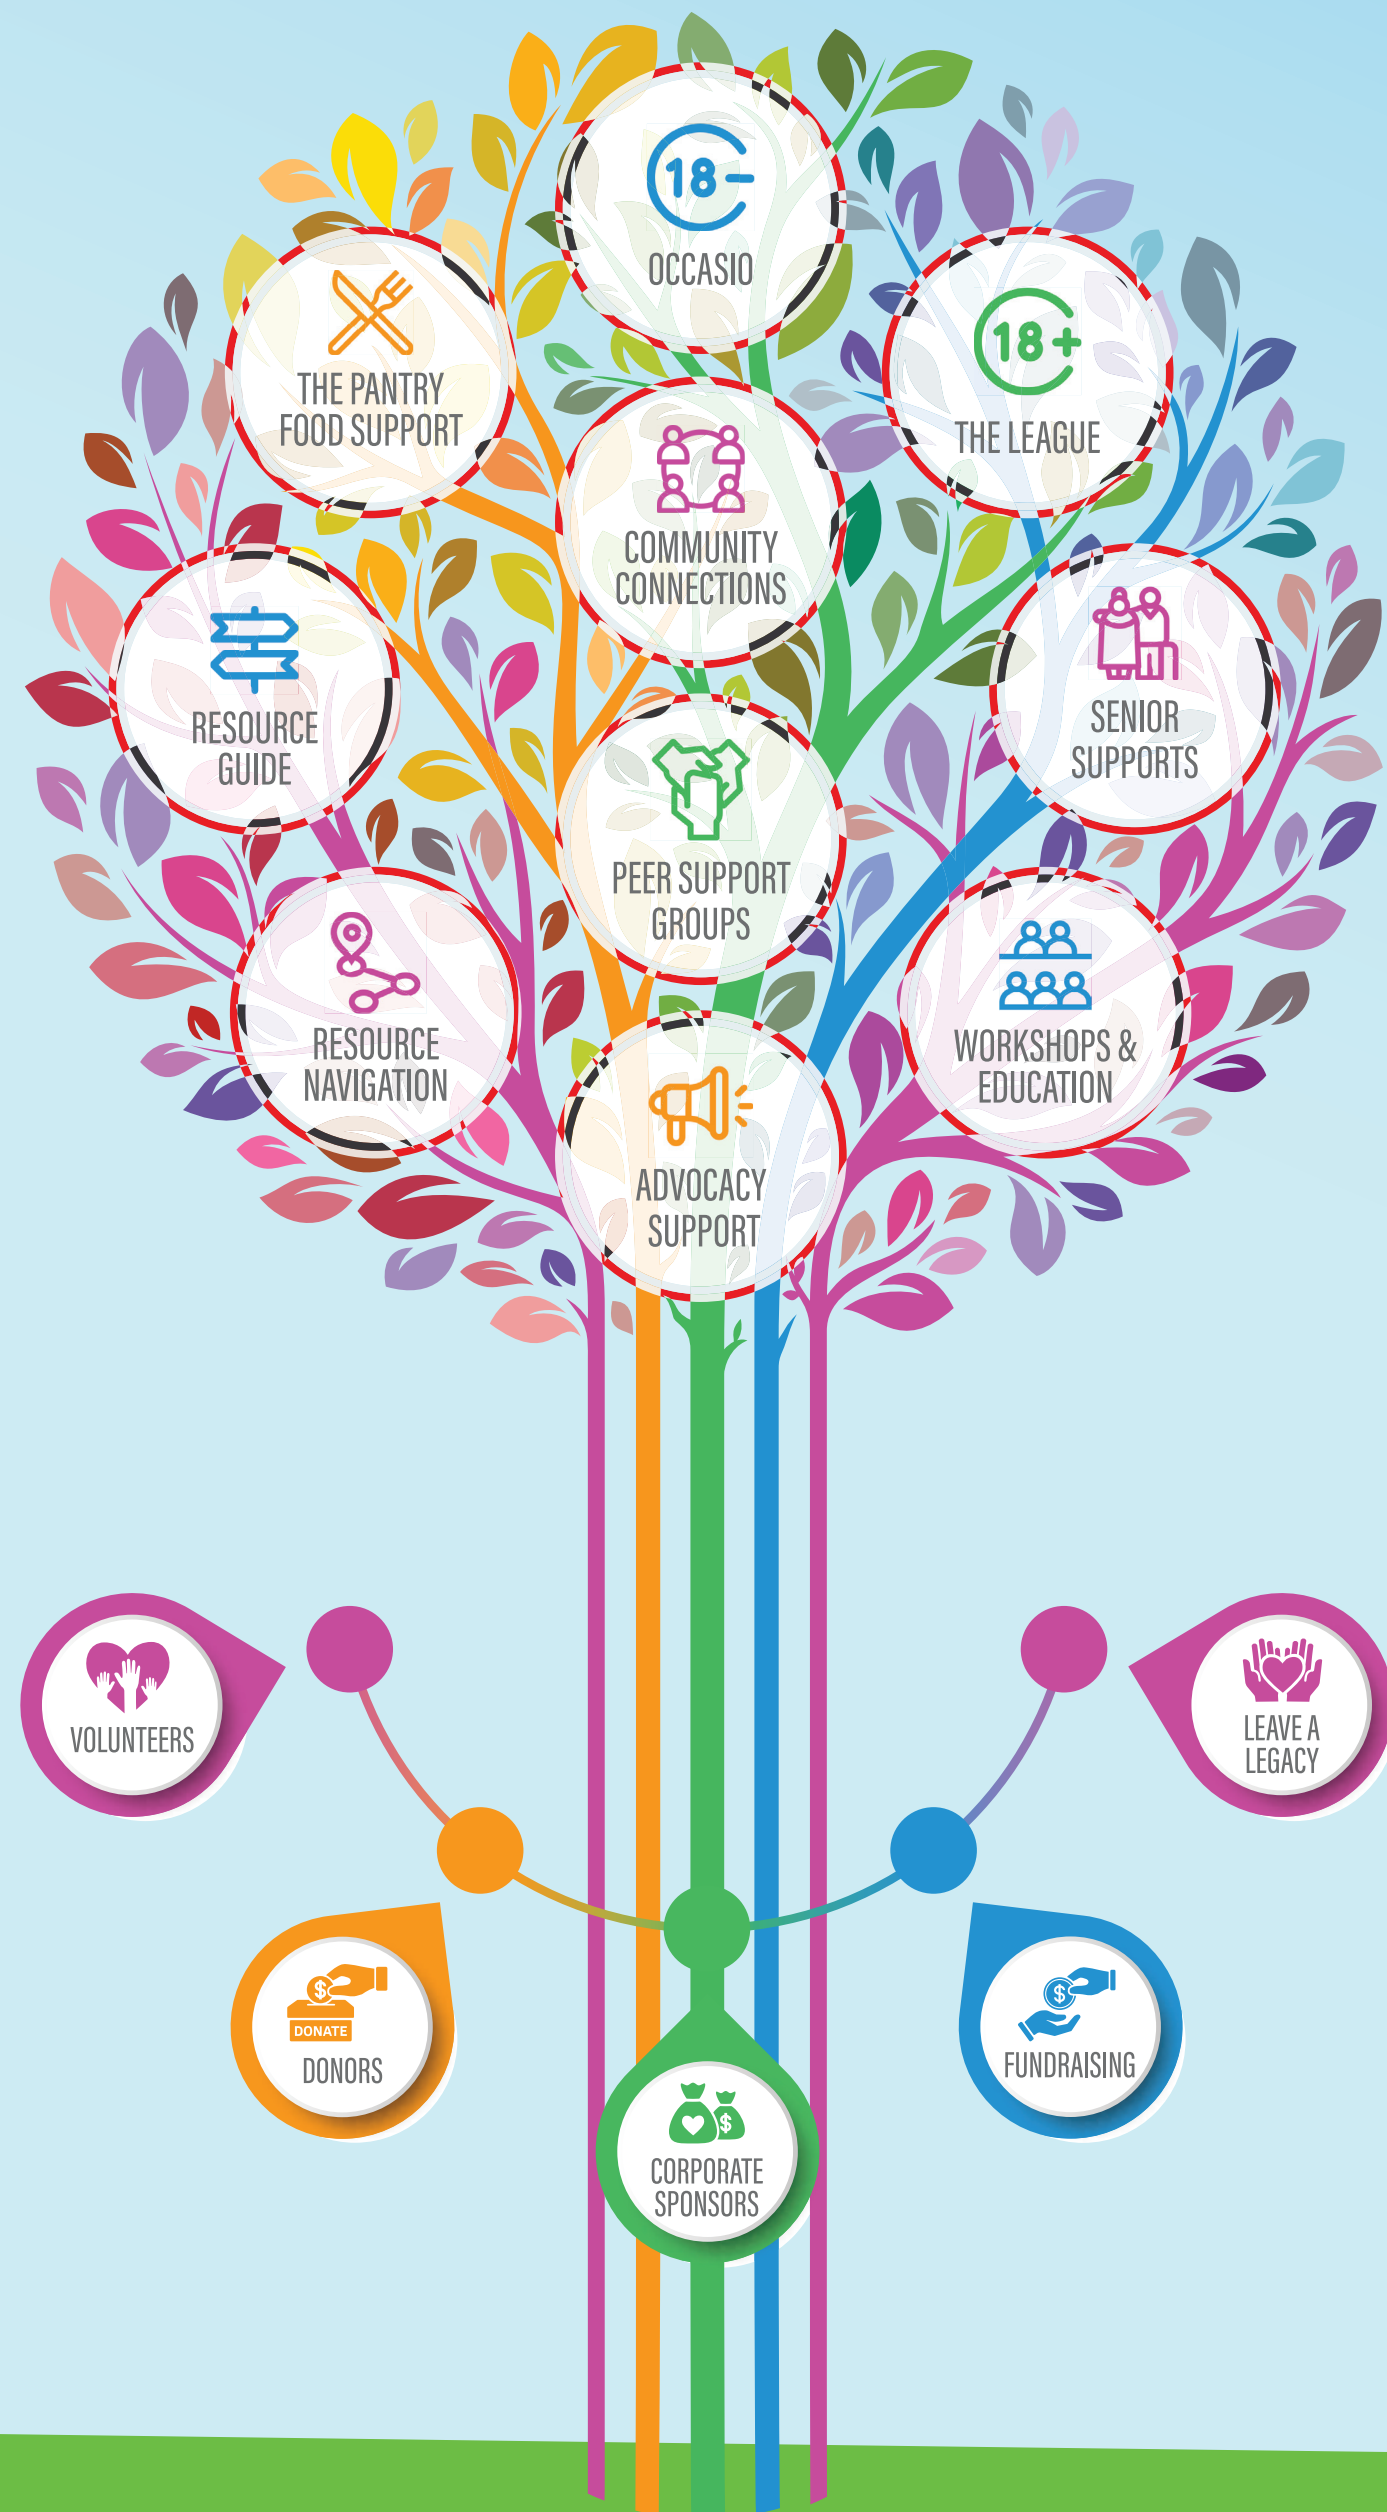 18-
OCCASIO
THE PANTRY
FOOD SUPPORT
18+
THE LEAGUE
COMMUNITY
CONNECTIONS
RESOURCE
GUIDE
SENIOR
SUPPORTS
PEER SUPPORT
GROUPS
RESOURCE
NAVIGATION
WORKSHOPS &
EDUCATION
ADVOCACY
SUPPORT
VOLUNTEERS
LEAVE A
LEGACY
$
DONATE
DONORS
$
FUNDRAISING
$
CORPORATE
SPONSORS